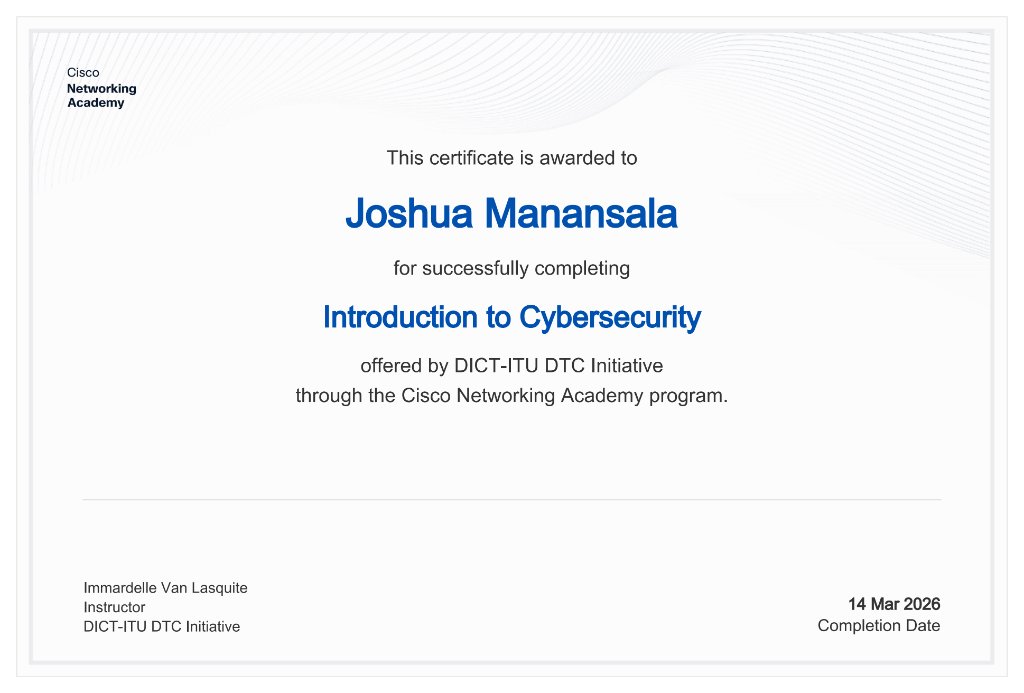 Cisco
Networking
Academy
This certificate is awarded to
Joshua Manansala
for successfully completing
Introduction to Cybersecurity
offered by DICT-ITU DTC Initiative
through the Cisco Networking Academy program.
Immardelle Van Lasquite
Instructor
DICT-ITU DTC Initiative
14 Mar 2026
Completion Date